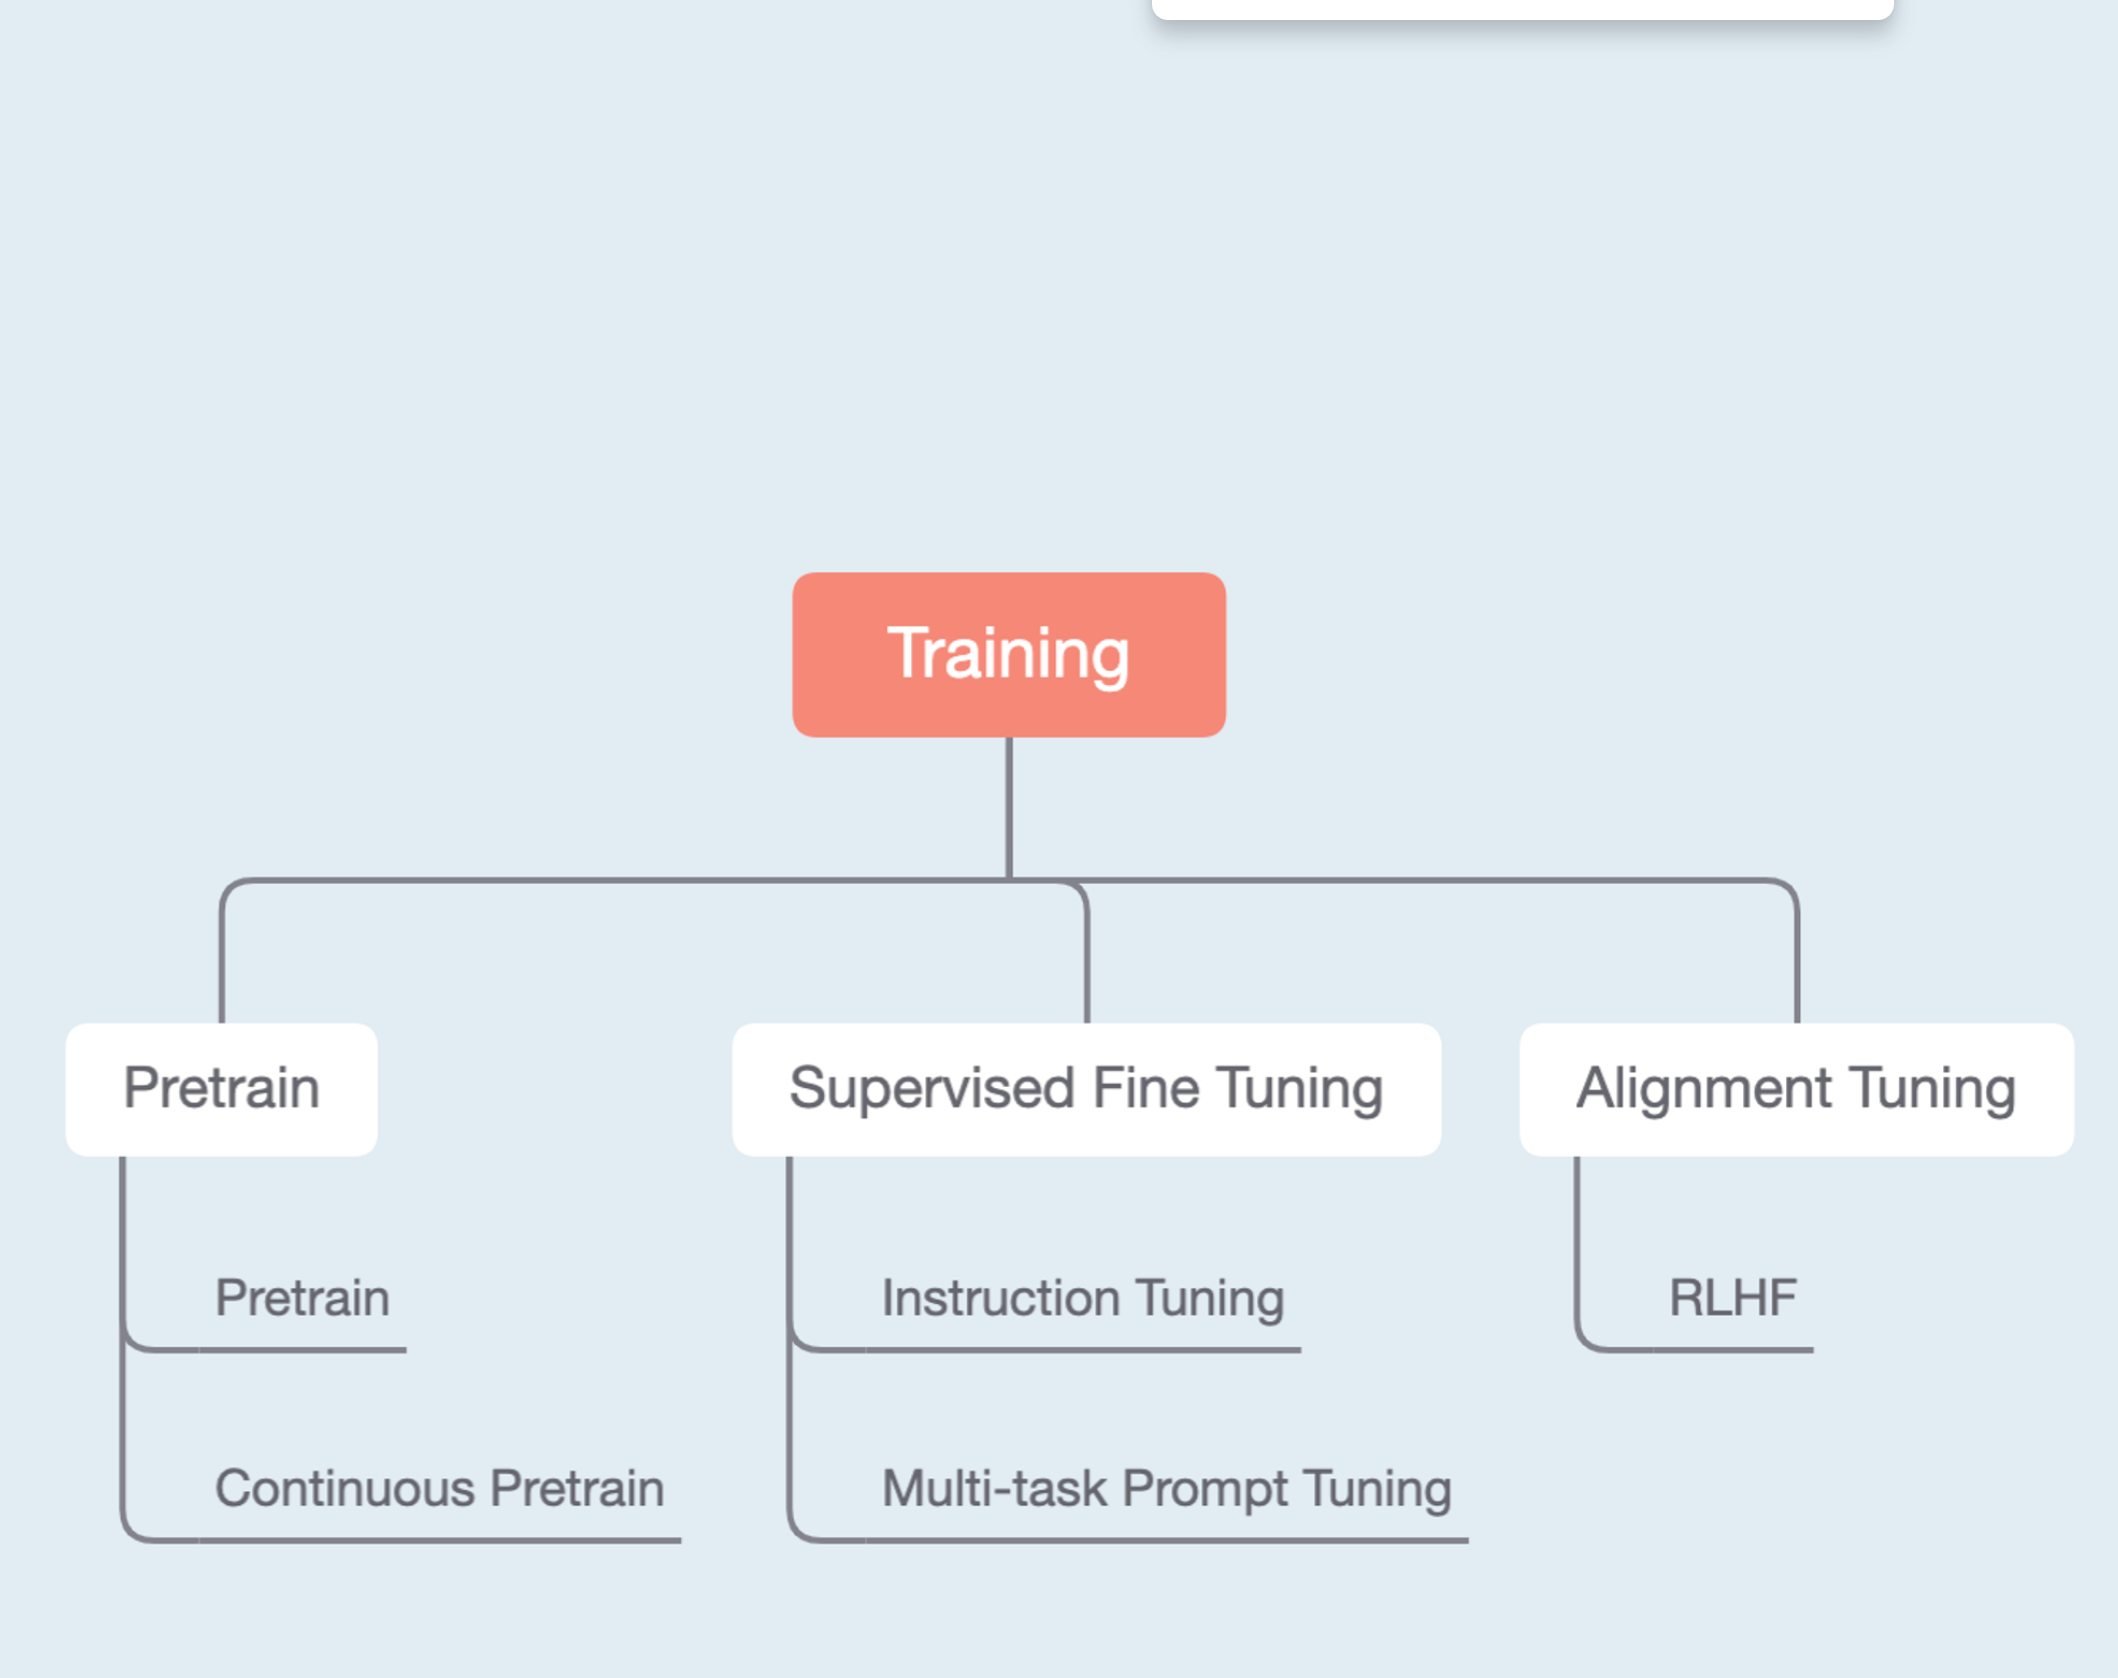 Training
Pretrain
Supervised Fine Tuning
Alignment Tuning
Pretrain
Instruction Tuning
RLHF
Continuous Pretrain
Multi-task Prompt Tuning